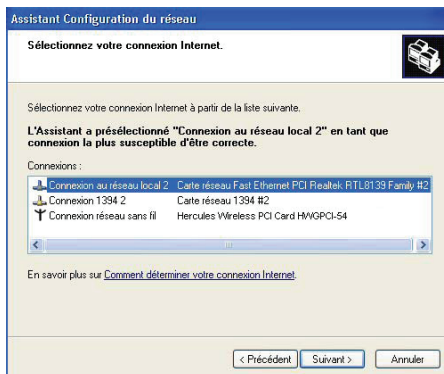 Assistant Configuration du réseau
Sélectionnez votre connexion Internet.
Sélectionnez votre connexion Internet à partir de la liste suivante.
L'Assistant a présélectionné "Connexion au réseau local 2" en tant que
connexion la plus susceptible d'être correcte.
Connexions :
Connexion au réseau local 2 Carte réseau Fast Ethernet PCI Realtek RTL8139 Family #2
Connexion 1394 2 Carte réseau 1394 #2
Connexion réseau sans fil Hercules Wireless PCI Card HWGPCI-54
En savoir plus sur Comment déterminer votre connexion Internet.
< Précédent Suivant > Annuler